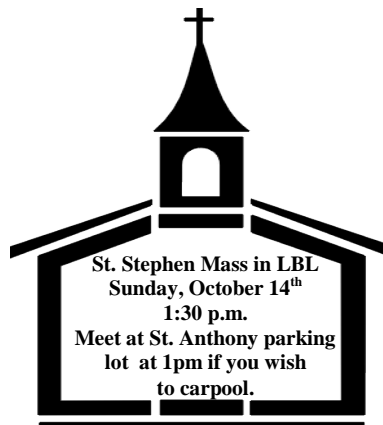 St. Stephen Mass in LBL
Sunday, October 14th
1:30 p.m.
Meet at St. Anthony parking
lot at 1pm if you wish
to carpool.